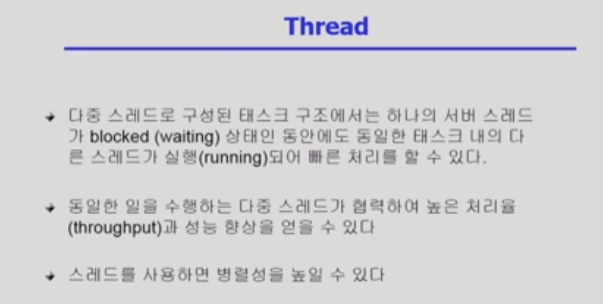 Thread
다중 스레드로 구성된 태스크 구조에서는 하나의 서버 스레드
가 blocked (waiting) 상태인 동안에도 동일한 태스크 내의 다
른 스레드가 실행(running)되어 빠른 처리를 할 수 있다.
동일한 일을 수행하는 다중 스레드가 협력하여 높은 처리율
(throughput)과 성능 향상을 얻을 수 있다
스레드를 사용하면 병렬성을 높일 수 있다